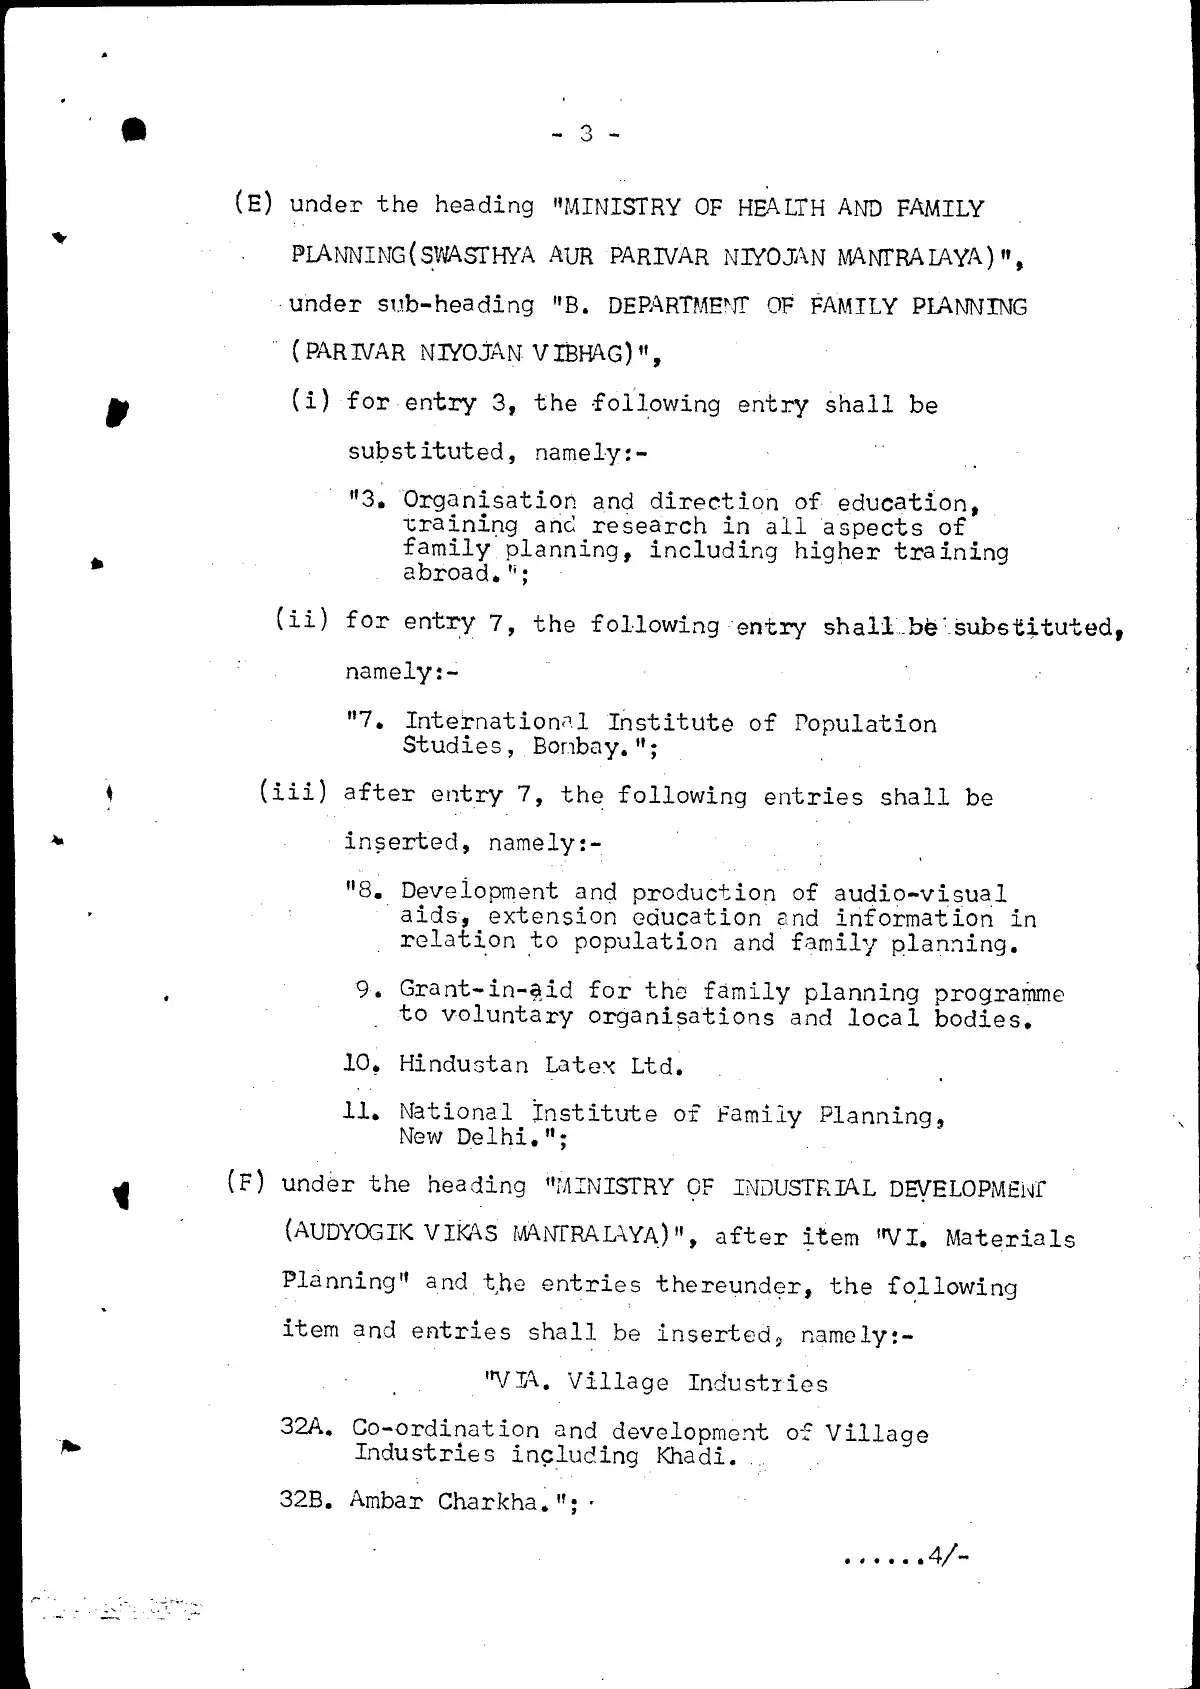 - 3 -
(E) under the heading "MINISTRY OF HEALTH AND FAMILY
PLANNING(SWASTHYA AUR PARIVAR NIYOJAN MANTRALAYA)",
under sub-heading "B. DEPARTMENT OF FAMILY PLANNING
(PARIVAR NIYOJAN VIBHAG)",
(i) for entry 3, the following entry shall be
substituted, namely:-
"3. Organisation and direction of education,
training and research in all aspects of
family planning, including higher training
abroad.";
(ii) for entry 7, the following entry shall be substituted,
namely:-
"7. International Institute of Population
Studies, Bombay.";
(iii) after entry 7, the following entries shall be
inserted, namely:-
"8. Development and production of audio-visual
aids, extension education and information in
relation to population and family planning.
9. Grant-in-aid for the family planning programme
to voluntary organisations and local bodies.
10. Hindustan Latex Ltd.
11. National Institute of Family Planning,
New Delhi.";
(F) under the heading "MINISTRY OF INDUSTRIAL DEVELOPMENT
(AUDYOGIK VIKAS MANTRALAYA)", after item "VI. Materials
Planning" and the entries thereunder, the following
item and entries shall be inserted, namely:-
"VIA. Village Industries
32A. Co-ordination and development of Village
Industries including Khadi.
32B. Ambar Charkha.";
......4/-